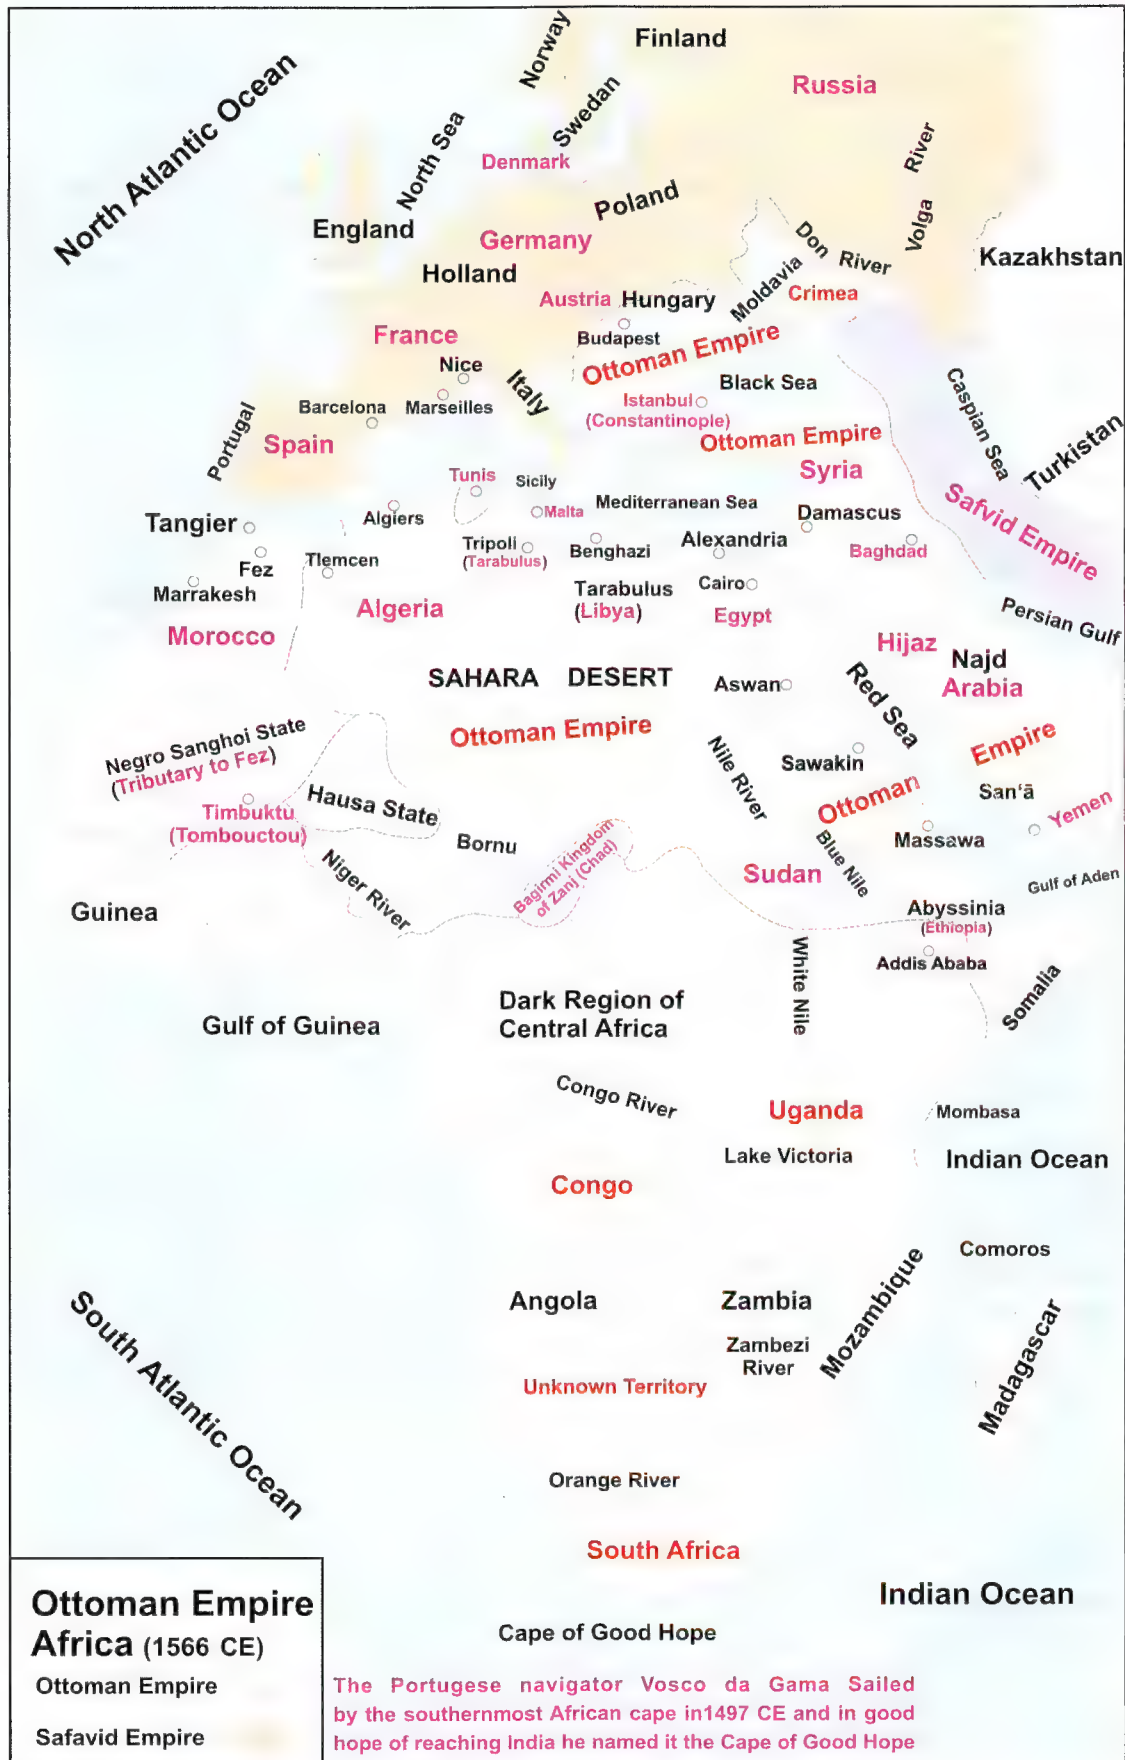 Finland
Norway
North Atlantic Ocean
Russia
Swedan
North Sea
River
Denmark
Poland
Volga
England
Germany
Don River
Kazakhstan
Holland
Moldavia
Crimea
Austria
Hungary
Budapest
France
Ottoman Empire
Nice
Italy
Black Sea
Caspian Sea
Barcelona
Marseilles
Istanbul
(Constantinople)
Portugal
Spain
Ottoman Empire
Turkistan
Syria
Tunis
Sicily
Safvid Empire
Mediterranean Sea
Malta
Damascus
Tangier
Algiers
Tripoli
(Tarabulus)
Benghazi
Alexandria
Baghdad
Fez
Tlemcen
Marrakesh
Tarabulus
(Libya)
Cairo
Algeria
Egypt
Persian Gulf
Morocco
Hijaz
Najd
Arabia
SAHARA DESERT
Aswan
Red Sea
Negro Sanghoi State
(Tributary to Fez)
Ottoman Empire
Empire
Nile River
Sawakin
San'ā
Ottoman
Yemen
Hausa State
Timbuktu
(Tombouctou)
Bornu
Massawa
Bagirmi Kingdom
of Zanj (Chad)
Blue Nile
Sudan
Niger River
Gulf of Aden
Guinea
Abyssinia
(Ethiopia)
White Nile
Addis Ababa
Somalia
Dark Region of
Central Africa
Gulf of Guinea
Congo River
Uganda
Mombasa
Lake Victoria
Indian Ocean
Congo
Comoros
Mozambique
Angola
Zambia
Madagascar
Zambezi
River
South Atlantic Ocean
Unknown Territory
Orange River
South Africa
Indian Ocean
Cape of Good Hope
Ottoman Empire
Africa (1566 CE)
Ottoman Empire
Safavid Empire
The Portugese navigator Vosco da Gama Sailed
by the southernmost African cape in1497 CE and in good
hope of reaching India he named it the Cape of Good Hope